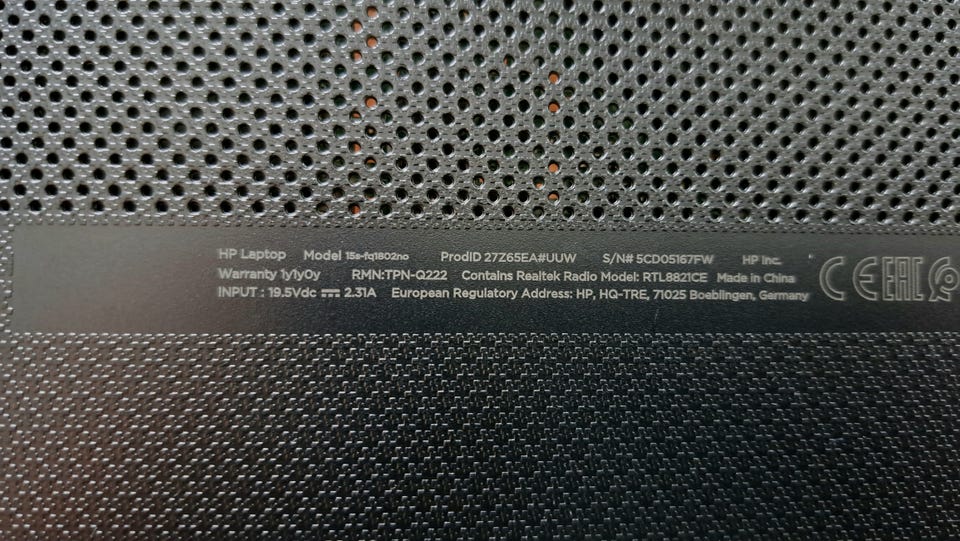 HP Laptop Model 15s-fq1802no ProdID 27Z65EA#UUW S/N# 5CD05167FW HP Inc.
Warranty 1y1y0y RMN:TPN-Q222 Contains Realtek Radio Model: RTL8821CE Made in China
INPUT : 19.5Vdc ⎓ 2.31A European Regulatory Address: HP, HQ-TRE, 71025 Boeblingen, Germany
CE EAC